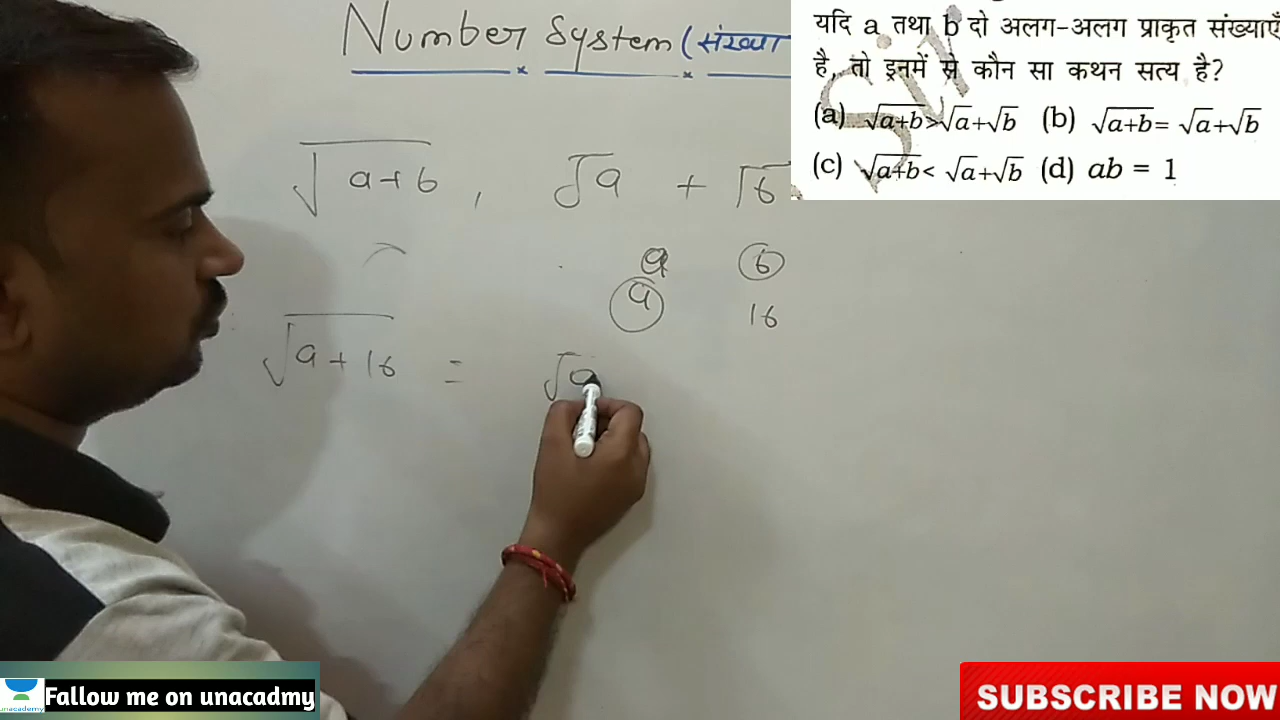 Number System (संख्या
यदि a तथा b दो अलग-अलग प्राकृत संख्याएँ
है, तो इनमें से कौन सा कथन सत्य है?
(a) √a+b > √a+√b (b) √a+b = √a+√b
(c) √a+b < √a+√b (d) ab = 1
√a+b , √a + √b
a b
9 16
√9+16 = √9
Fallow me on unacadmy
unacademy
SUBSCRIBE NOW